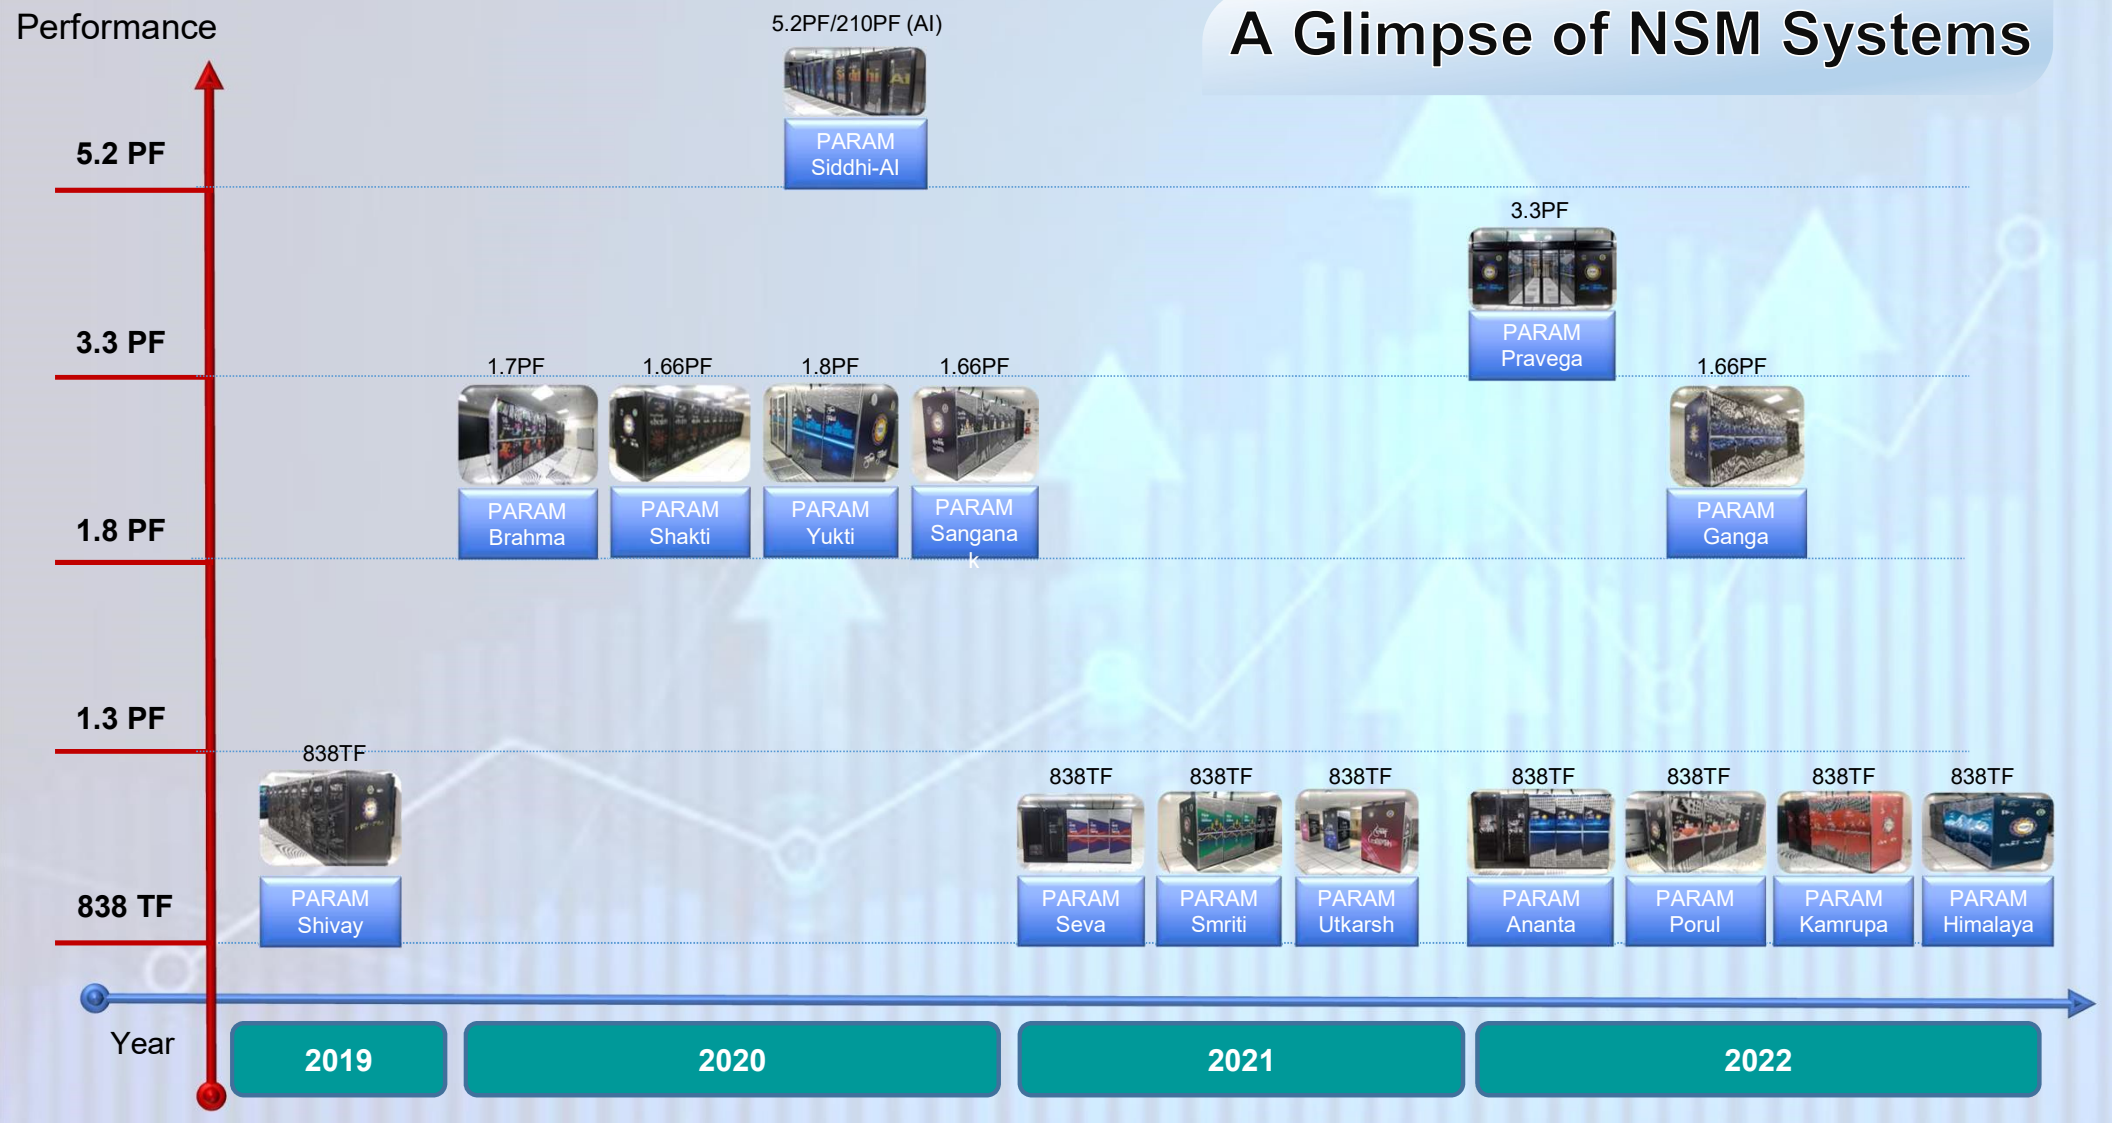 Performance
A Glimpse of NSM Systems
5.2PF/210PF (AI)
Siddhi AI
PARAM
Siddhi-AI
5.2 PF
3.3PF
PARAM
Pravega
3.3 PF
1.7PF
PARAM
Brahma
1.66PF
PARAM
Shakti
1.8PF
PARAM
Yukti
1.66PF
PARAM
Sangana
k
1.66PF
PARAM
Ganga
1.8 PF
1.3 PF
838TF
PARAM
Shivay
838TF
PARAM
Seva
838TF
PARAM
Smriti
838TF
PARAM
Utkarsh
838TF
PARAM
Ananta
838TF
PARAM
Porul
838TF
PARAM
Kamrupa
838TF
PARAM
Himalaya
838 TF
Year
2019
2020
2021
2022